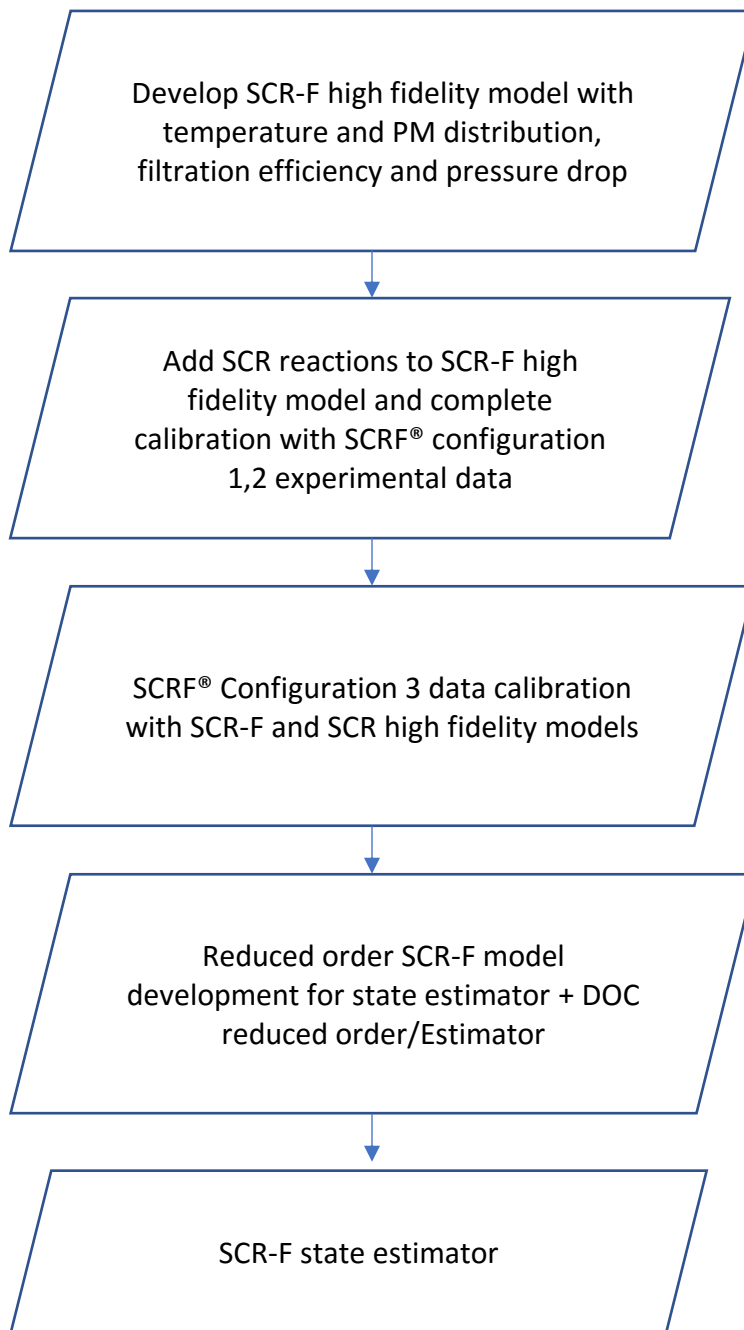 Develop SCR-F high fidelity model with
temperature and PM distribution,
filtration efficiency and pressure drop
Add SCR reactions to SCR-F high
fidelity model and complete
calibration with SCRF® configuration
1,2 experimental data
SCRF® Configuration 3 data calibration
with SCR-F and SCR high fidelity models
Reduced order SCR-F model
development for state estimator + DOC
reduced order/Estimator
SCR-F state estimator